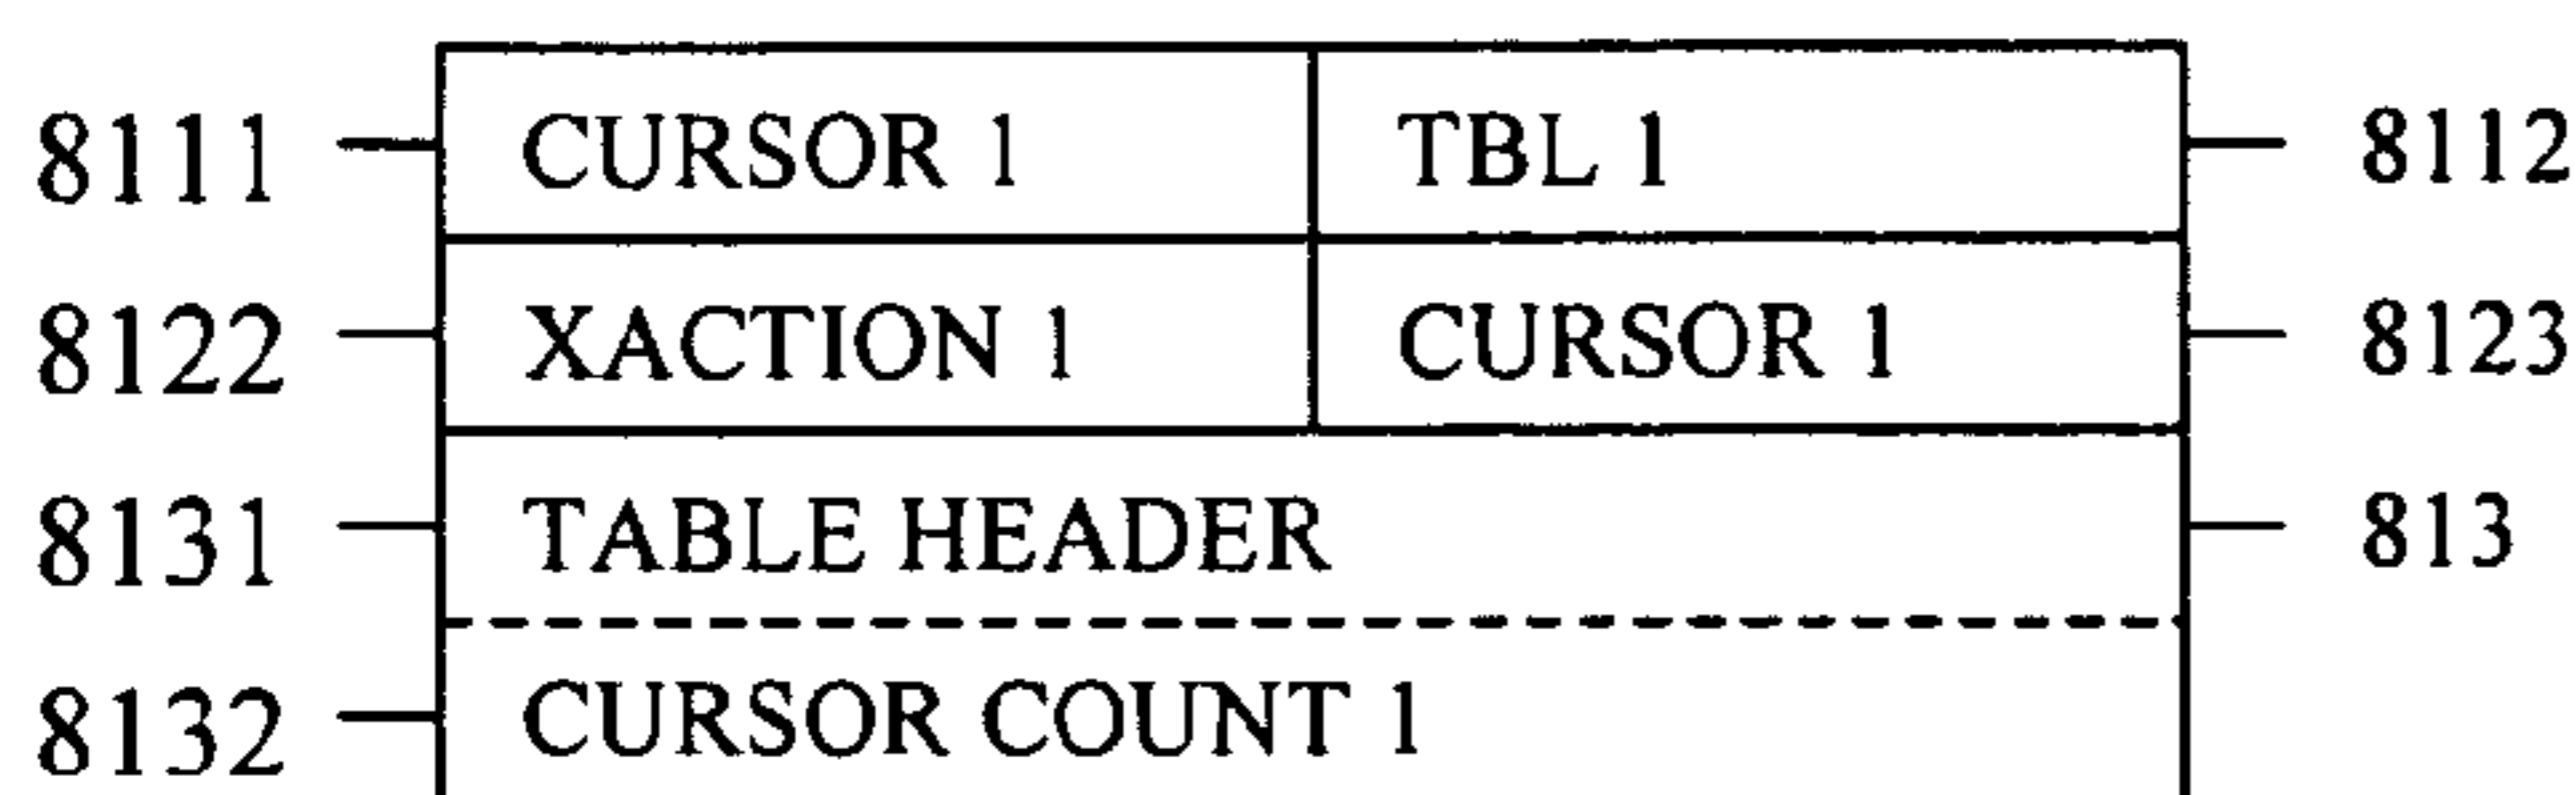 8111 CURSOR 1 TBL 1 8112
8122 XACTION 1 CURSOR 1 8123
8131 TABLE HEADER 813
8132 CURSOR COUNT 1